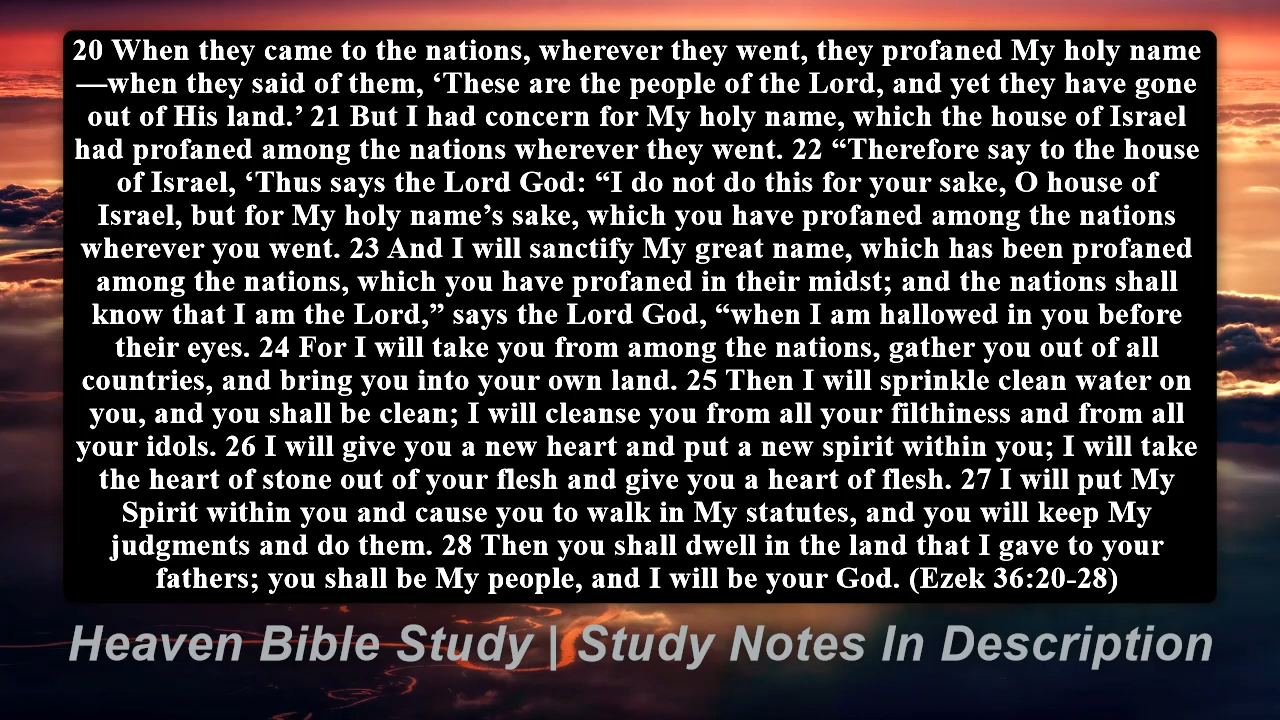 20 When they came to the nations, wherever they went, they profaned My holy name
—when they said of them, ‘These are the people of the Lord, and yet they have gone
out of His land.’ 21 But I had concern for My holy name, which the house of Israel
had profaned among the nations wherever they went. 22 “Therefore say to the house
of Israel, ‘Thus says the Lord God: “I do not do this for your sake, O house of
Israel, but for My holy name’s sake, which you have profaned among the nations
wherever you went. 23 And I will sanctify My great name, which has been profaned
among the nations, which you have profaned in their midst; and the nations shall
know that I am the Lord,” says the Lord God, “when I am hallowed in you before
their eyes. 24 For I will take you from among the nations, gather you out of all
countries, and bring you into your own land. 25 Then I will sprinkle clean water on
you, and you shall be clean; I will cleanse you from all your filthiness and from all
your idols. 26 I will give you a new heart and put a new spirit within you; I will take
the heart of stone out of your flesh and give you a heart of flesh. 27 I will put My
Spirit within you and cause you to walk in My statutes, and you will keep My
judgments and do them. 28 Then you shall dwell in the land that I gave to your
fathers; you shall be My people, and I will be your God. (Ezek 36:20-28)
Heaven Bible Study | Study Notes In Description